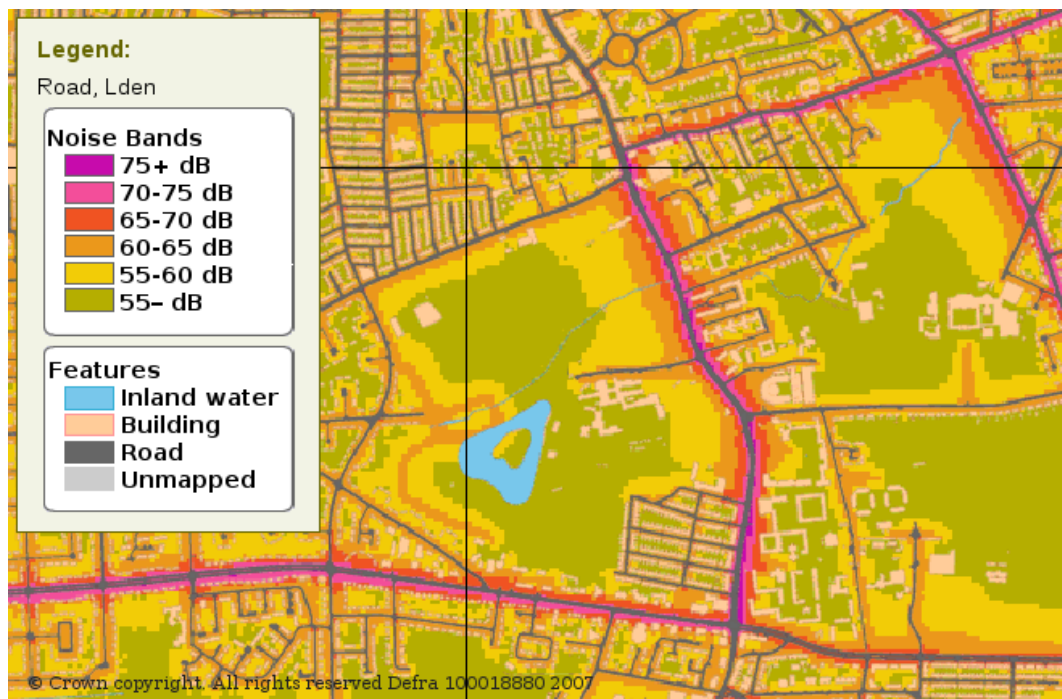 Legend:
Road, Lden
Noise Bands
75+ dB
70-75 dB
65-70 dB
60-65 dB
55-60 dB
55– dB
Features
Inland water
Building
Road
Unmapped
© Crown copyright. All rights reserved Defra 100018880 2007